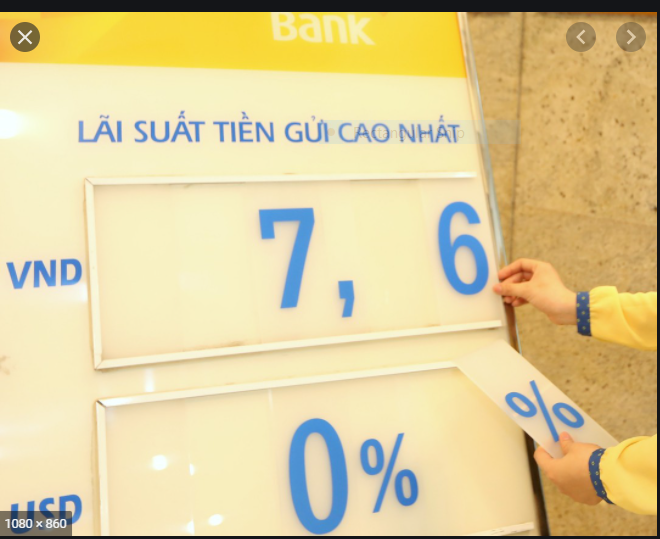 Bank
LÃI SUẤT TIỀN GỬI CAO NHẤT
VND 7, 6
%
USD 0%
1080 × 860